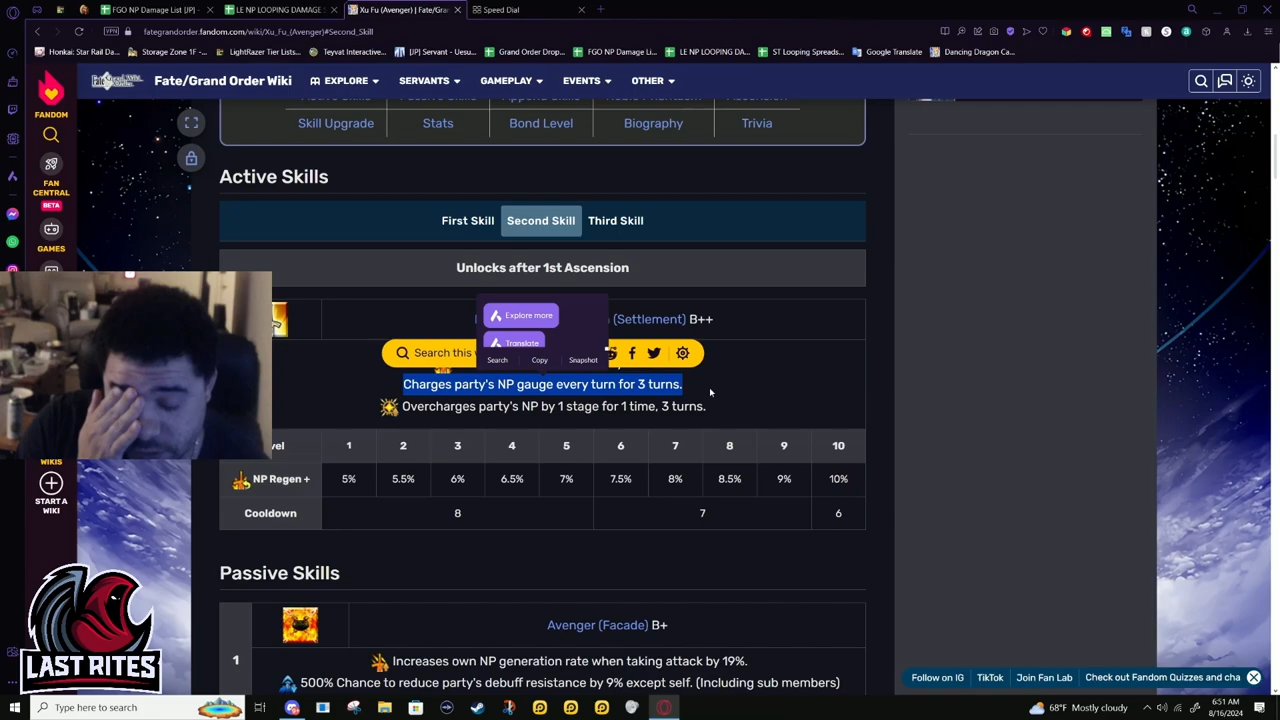 FGO NP Damage List [JP] -
LE NP LOOPING DAMAGE
Xu Fu (Avenger) | Fate/Gra
Speed Dial
VPN
fategrandorder.fandom.com/wiki/Xu_Fu_(Avenger)#Second_Skill
Honkai: Star Rail Da...
Storage Zone 1F -...
LightRazer Tier Lists...
Teyvat Interactive...
[JP] Servant - Uesu...
Grand Order Drop...
FGO NP Damage Li...
LE NP LOOPING DA...
ST Looping Spreads...
Google Translate
Dancing Dragon Ca...
Fate/Grand Order Wiki
EXPLORE
SERVANTS
GAMEPLAY
EVENTS
OTHER
FANDOM
FAN
CENTRAL
BETA
GAMES
WIKIS
START A
WIKI
Skill Upgrade
Stats
Bond Level
Biography
Trivia
Active Skills
First Skill
Second Skill
Third Skill
Unlocks after 1st Ascension
(Settlement) B++
Explore more
Translate
Search this
Search
Copy
Snapshot
Charges party's NP gauge every turn for 3 turns.
Overcharges party's NP by 1 stage for 1 time, 3 turns.
1 2 3 4 5 6 7 8 9 10
NP Regen + 5% 5.5% 6% 6.5% 7% 7.5% 8% 8.5% 9% 10%
Cooldown 8 7 6
Passive Skills
Avenger (Facade) B+
1
Increases own NP generation rate when taking attack by 19%.
500% Chance to reduce party's debuff resistance by 9% except self. (Including sub members)
LAST RITES
Follow on IG
TikTok
Join Fan Lab
Check out Fandom Quizzes and cha
Type here to search
68°F Mostly cloudy
6:51 AM
8/16/2024